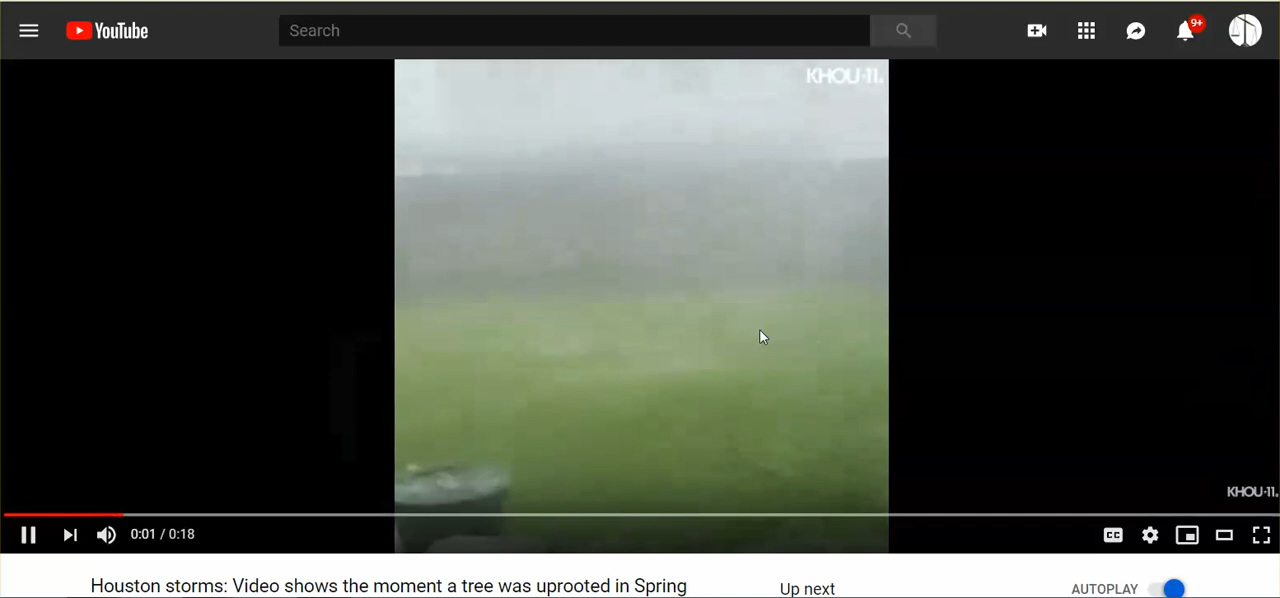 YouTube
Search
9+
KHOU·11.
KHOU·11.
0:01 / 0:18
CC
Houston storms: Video shows the moment a tree was uprooted in Spring
Up next
AUTOPLAY